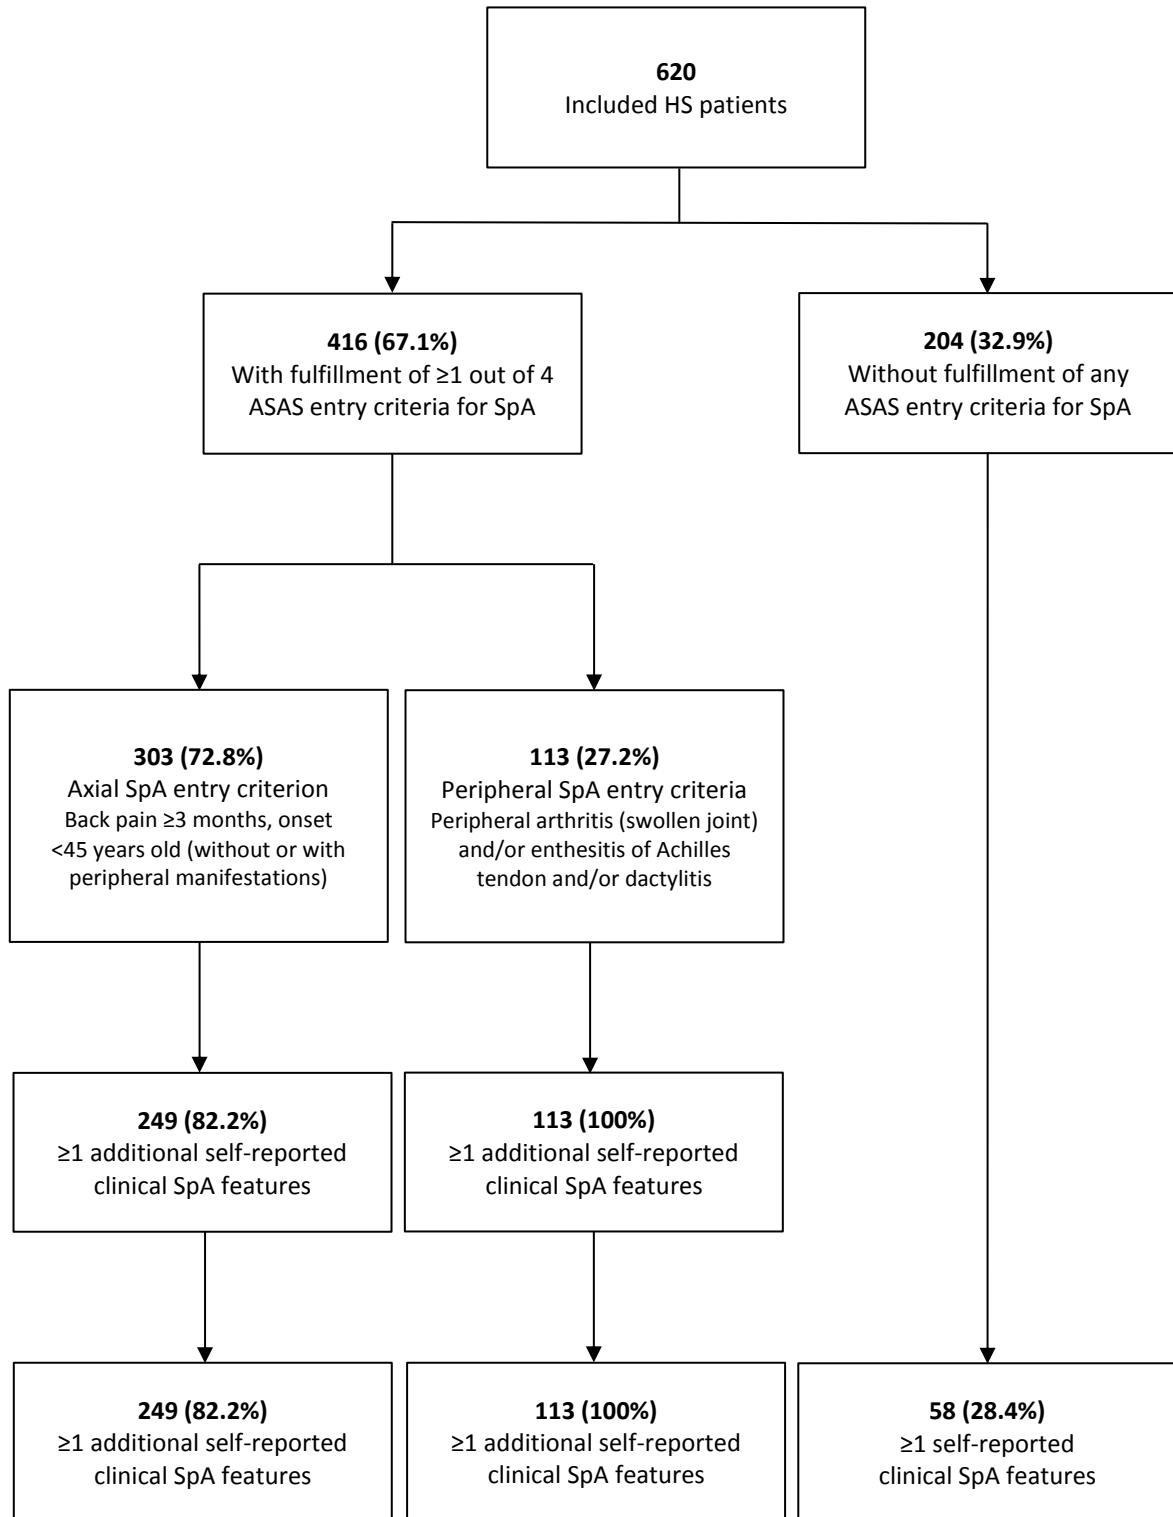 620
Included HS patients
416 (67.1%)
With fulfillment of ≥1 out of 4
ASAS entry criteria for SpA
204 (32.9%)
Without fulfillment of any
ASAS entry criteria for SpA
303 (72.8%)
Axial SpA entry criterion
Back pain ≥3 months, onset
<45 years old (without or with
peripheral manifestations)
113 (27.2%)
Peripheral SpA entry criteria
Peripheral arthritis (swollen joint)
and/or enthesitis of Achilles
tendon and/or dactylitis
249 (82.2%)
≥1 additional self-reported
clinical SpA features
113 (100%)
≥1 additional self-reported
clinical SpA features
249 (82.2%)
≥1 additional self-reported
clinical SpA features
113 (100%)
≥1 additional self-reported
clinical SpA features
58 (28.4%)
≥1 self-reported
clinical SpA features